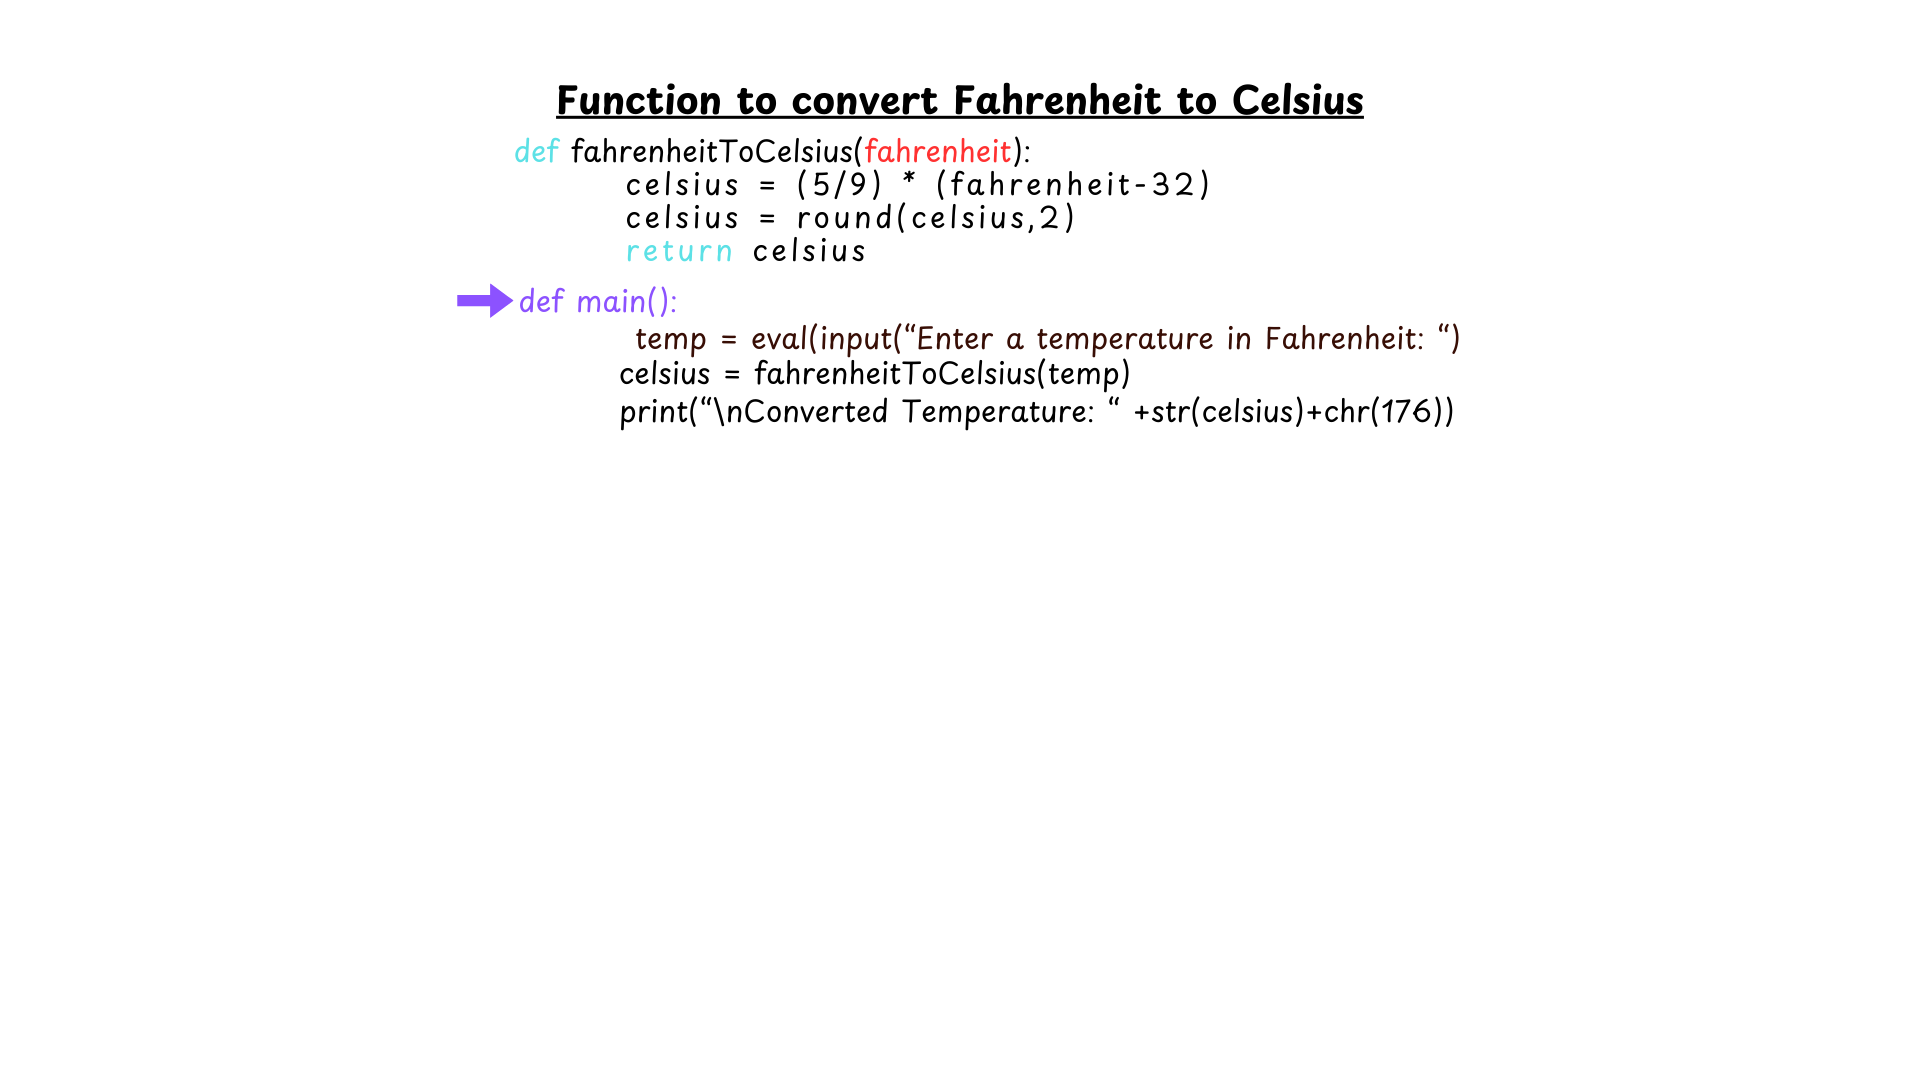 Function to convert Fahrenheit to Celsius
def fahrenheitToCelsius(fahrenheit):
celsius = (5/9) * (fahrenheit-32)
celsius = round(celsius,2)
return celsius
def main():
temp = eval(input(“Enter a temperature in Fahrenheit: “)
celsius = fahrenheitToCelsius(temp)
print(“\nConverted Temperature: “ +str(celsius)+chr(176))